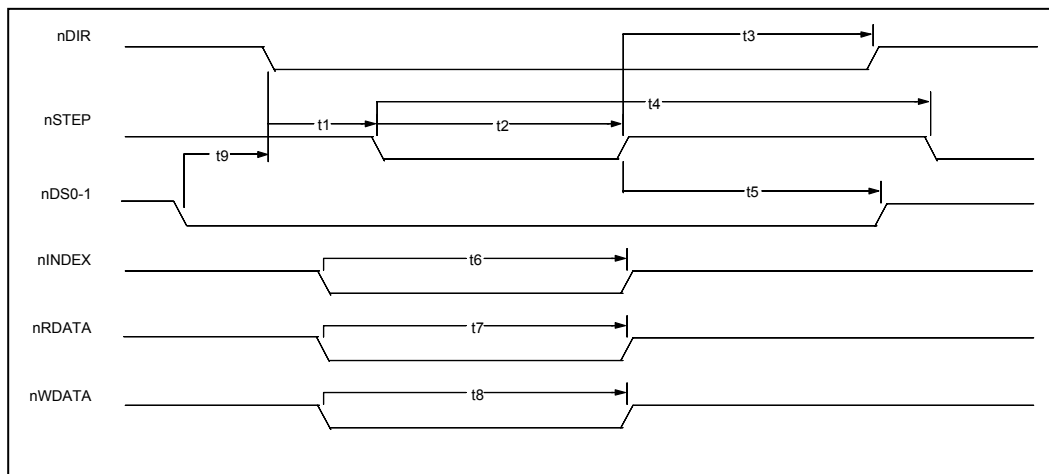 nDIR
t3
nSTEP
t4
t1
t2
t9
nDS0-1
t5
nINDEX
t6
nRDATA
t7
nWDATA
t8